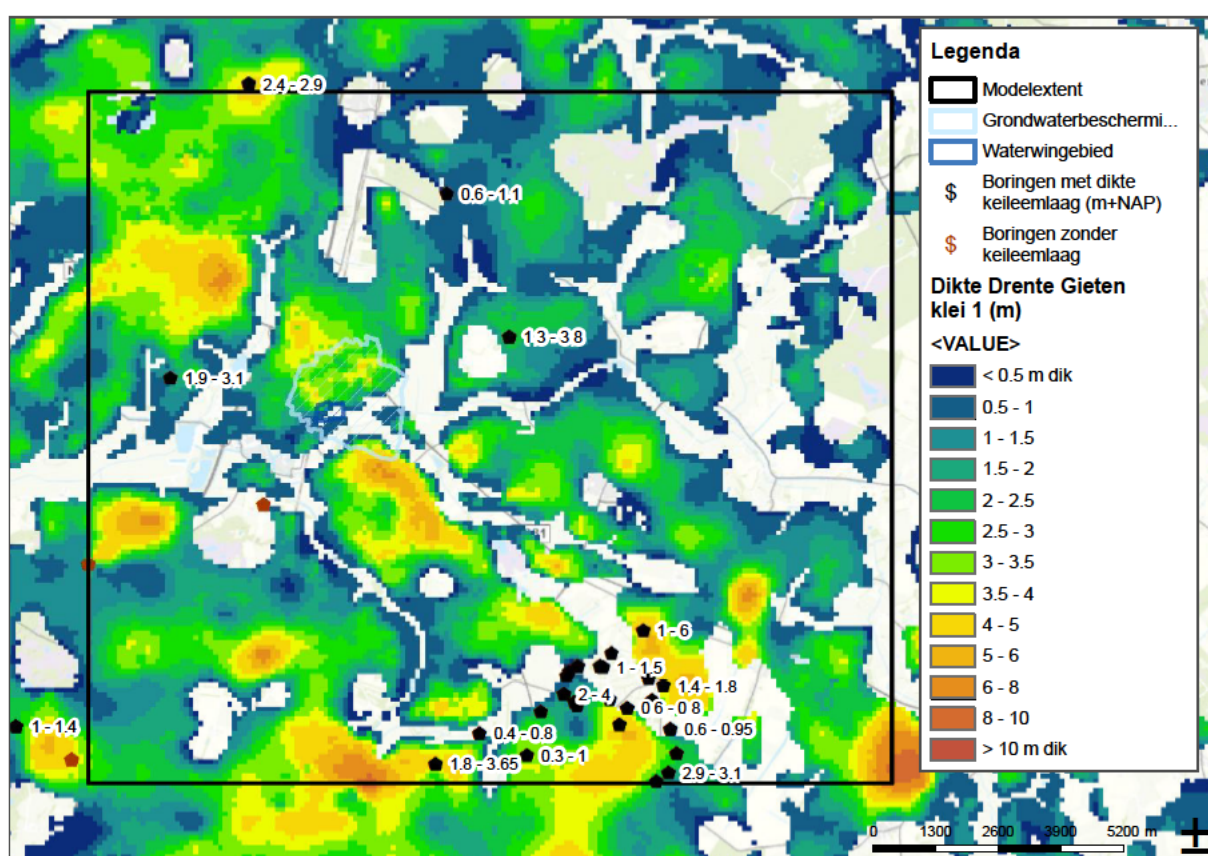 Legenda
Modelextent
Grondwaterbeschermi...
Waterwingebied
$ Boringen met dikte
keileemlaag (m+NAP)
$ Boringen zonder
keileemlaag
Dikte Drente Gieten
klei 1 (m)
<VALUE>
< 0.5 m dik
0.5 - 1
1 - 1.5
1.5 - 2
2 - 2.5
2.5 - 3
3 - 3.5
3.5 - 4
4 - 5
5 - 6
6 - 8
8 - 10
> 10 m dik
2.4 - 2.9
0.6 - 1.1
1.3 - 3.8
1.9 - 3.1
1 - 6
1 - 1.5
1.4 - 1.8
2 - 4
0.6 - 0.8
0.6 - 0.95
1 - 1.4
0.4 - 0.8
0.3 - 1
1.8 - 3.65
2.9 - 3.1
0 1300 2600 3900 5200 m